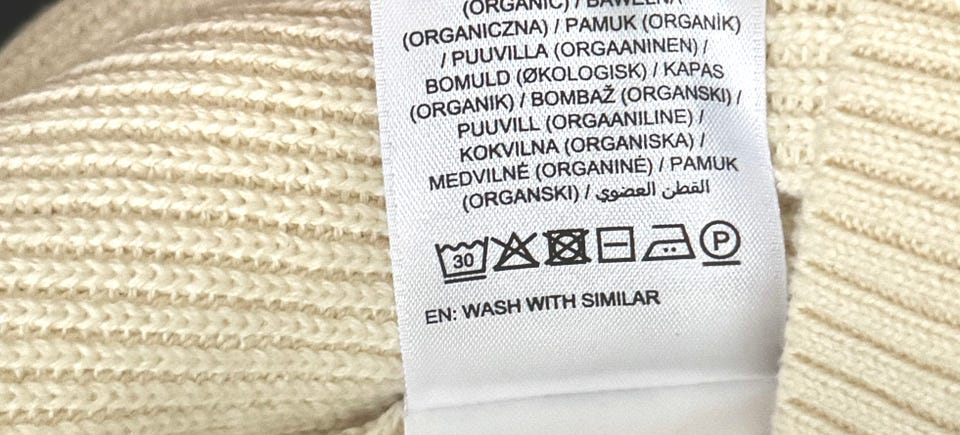 (ORGANIC) / BAWEŁNA
(ORGANICZNA) / PAMUK (ORGANİK)
/ PUUVILLA (ORGAANINEN) /
BOMULD (ØKOLOGISK) / KAPAS
(ORGANIK) / BOMBAŽ (ORGANSKI) /
PUUVILL (ORGAANILINE) /
KOKVILNA (ORGANISKA) /
MEDVILNĖ (ORGANINĖ) / PAMUK
(ORGANSKI) / القطن العضوي
30 P
EN: WASH WITH SIMILAR